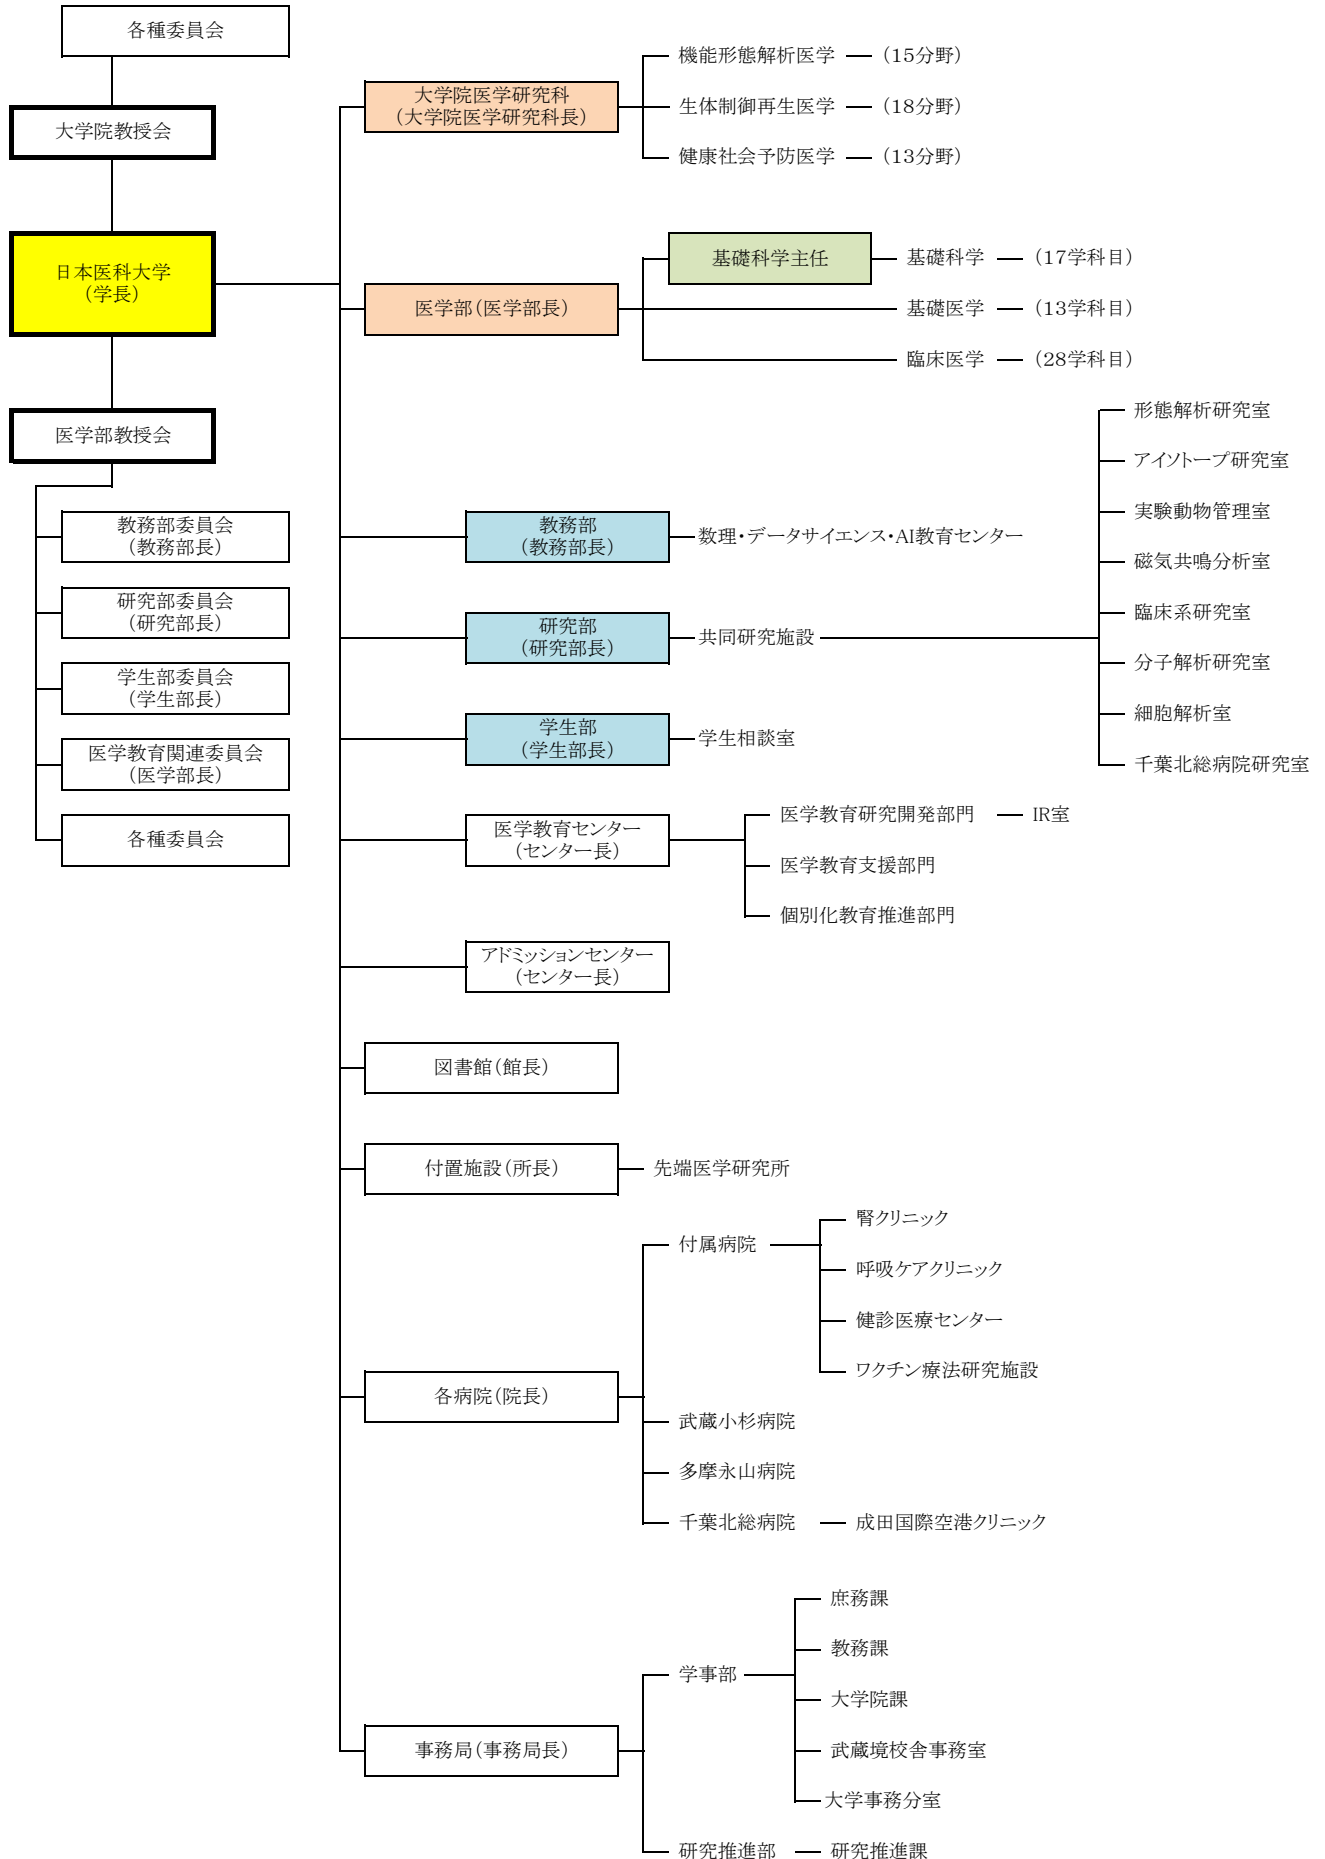 各種委員会
大学院教授会
日本医科大学
（学長）
医学部教授会
教務部委員会
（教務部長）
研究部委員会
（研究部長）
学生部委員会
（学生部長）
医学教育関連委員会
（医学部長）
各種委員会
大学院医学研究科
（大学院医学研究科長）
機能形態解析医学
（15分野）
生体制御再生医学
（18分野）
健康社会予防医学
（13分野）
医学部（医学部長）
基礎科学主任
基礎科学
（17学科目）
基礎医学
（13学科目）
臨床医学
（28学科目）
教務部
（教務部長）
数理・データサイエンス・AI教育センター
研究部
（研究部長）
共同研究施設
形態解析研究室
アイソトープ研究室
実験動物管理室
磁気共鳴分析室
臨床系研究室
分子解析研究室
細胞解析室
千葉北総病院研究室
学生部
（学生部長）
学生相談室
医学教育センター
（センター長）
医学教育研究開発部門
IR室
医学教育支援部門
個別化教育推進部門
アドミッションセンター
（センター長）
図書館（館長）
付置施設（所長）
先端医学研究所
各病院（院長）
付属病院
腎クリニック
呼吸ケアクリニック
健診医療センター
ワクチン療法研究施設
武蔵小杉病院
多摩永山病院
千葉北総病院
成田国際空港クリニック
事務局（事務局長）
学事部
庶務課
教務課
大学院課
武蔵境校舎事務室
大学事務分室
研究推進部
研究推進課